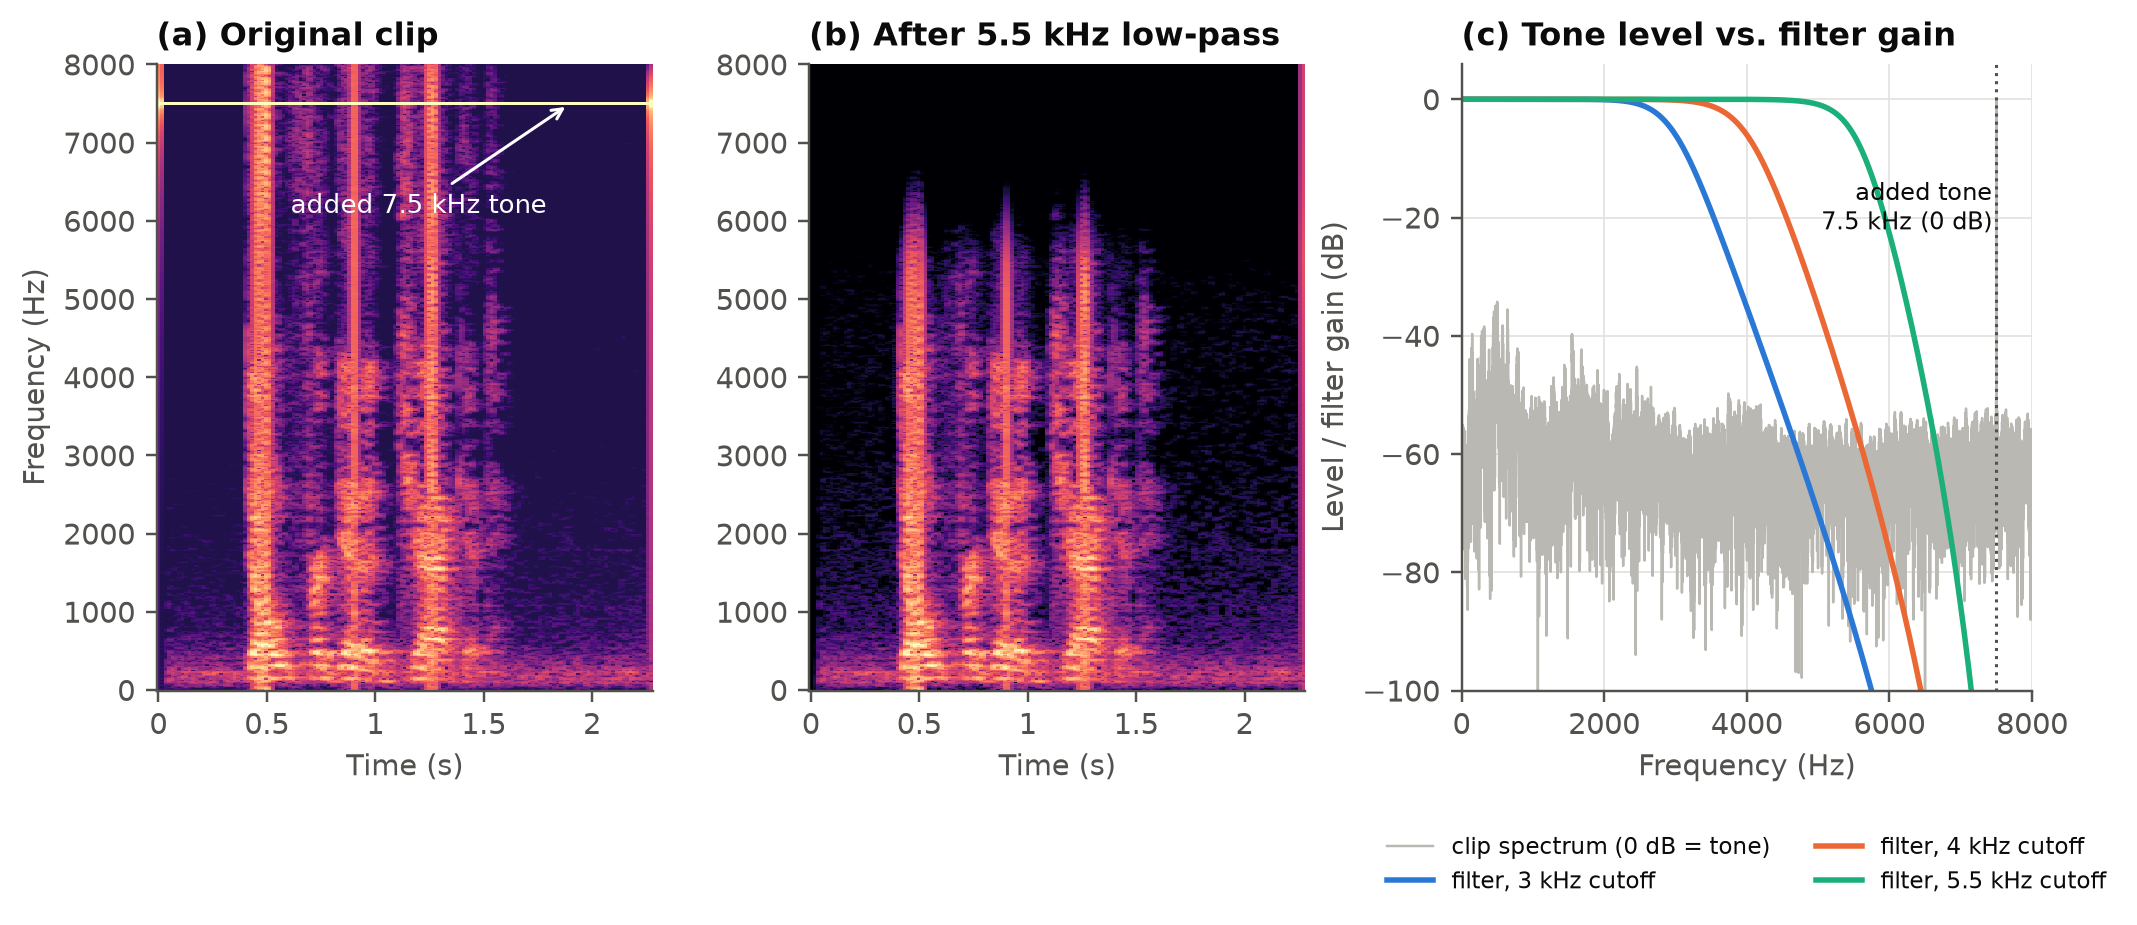 (a) Original clip
8000
7000
6000
5000
4000
3000
2000
1000
0
Frequency (Hz)
added 7.5 kHz tone
0 0.5 1 1.5 2
Time (s)
(b) After 5.5 kHz low-pass
8000
7000
6000
5000
4000
3000
2000
1000
0
0 0.5 1 1.5 2
Time (s)
(c) Tone level vs. filter gain
0
−20
−40
−60
−80
−100
Level / filter gain (dB)
added tone
7.5 kHz (0 dB)
0 2000 4000 6000 8000
Frequency (Hz)
clip spectrum (0 dB = tone)
filter, 3 kHz cutoff
filter, 4 kHz cutoff
filter, 5.5 kHz cutoff